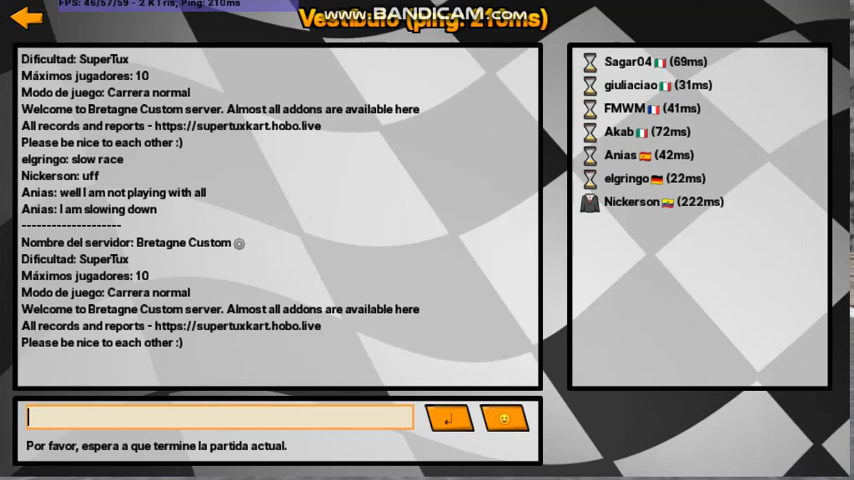 FPS: 46/57/59 - 2 KTris, Ping: 210ms
www.BANDICAM.com
Vestíbulo (ping: 210ms)
Dificultad: SuperTux
Máximos jugadores: 10
Modo de juego: Carrera normal
Welcome to Bretagne Custom server. Almost all addons are available here
All records and reports - https://supertuxkart.hobo.live
Please be nice to each other :)
elgringo: slow race
Nickerson: uff
Anias: well I am not playing with all
Anias: I am slowing down
--------------------
Nombre del servidor: Bretagne Custom
Dificultad: SuperTux
Máximos jugadores: 10
Modo de juego: Carrera normal
Welcome to Bretagne Custom server. Almost all addons are available here
All records and reports - https://supertuxkart.hobo.live
Please be nice to each other :)
Sagar04 (69ms)
giuliaciao (31ms)
FMWM (41ms)
Akab (72ms)
Anias (42ms)
elgringo (22ms)
Nickerson (222ms)
Por favor, espera a que termine la partida actual.